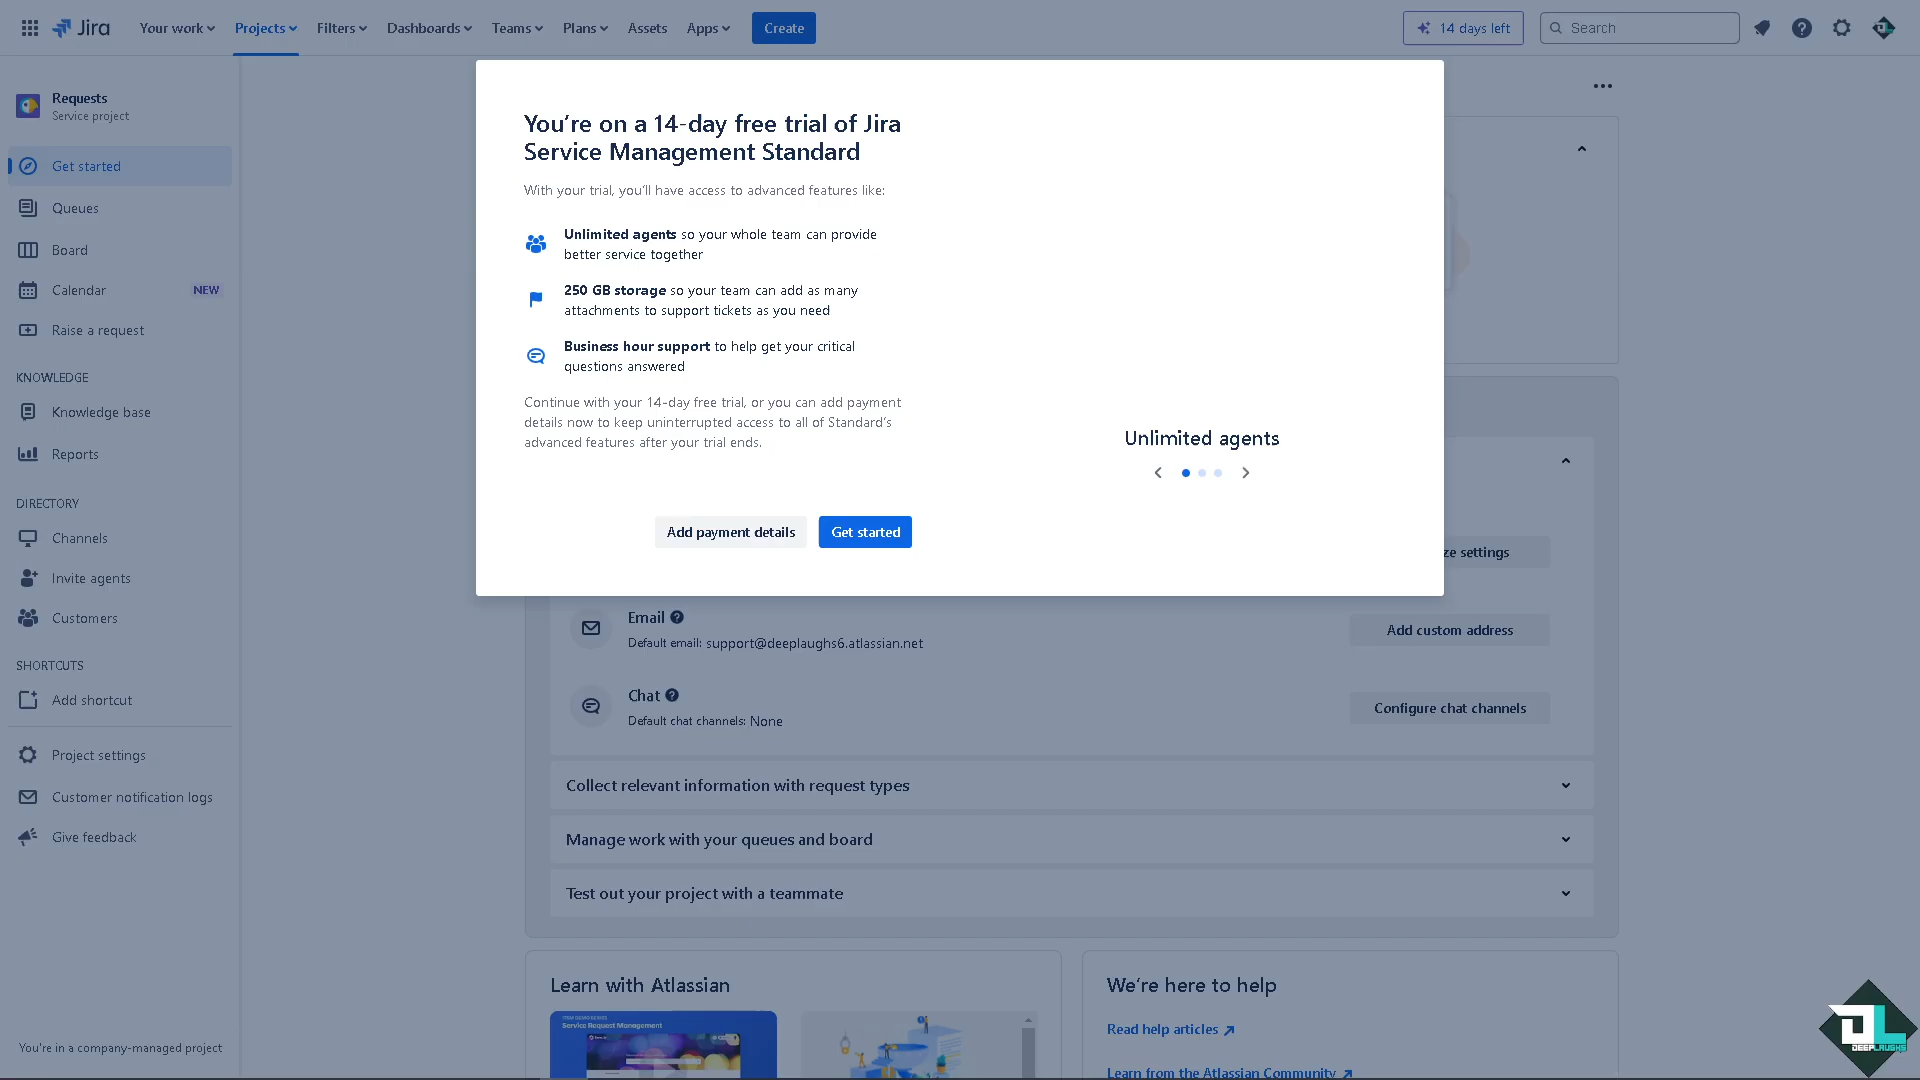 Jira
Your work
Projects
Filters
Dashboards
Teams
Plans
Assets
Apps
Create
14 days left
Search
Requests
Service project
Get started
Queues
Board
Calendar
NEW
Raise a request
KNOWLEDGE
Knowledge base
Reports
DIRECTORY
Channels
Invite agents
Customers
SHORTCUTS
Add shortcut
Project settings
Customer notification logs
Give feedback
You're in a company-managed project
You're on a 14-day free trial of Jira
Service Management Standard
With your trial, you'll have access to advanced features like:
Unlimited agents so your whole team can provide
better service together
250 GB storage so your team can add as many
attachments to support tickets as you need
Business hour support to help get your critical
questions answered
Continue with your 14-day free trial, or you can add payment
details now to keep uninterrupted access to all of Standard's
advanced features after your trial ends.
Add payment details
Get started
Unlimited agents
ze settings
Email
Default email: support@deeplaughs6.atlassian.net
Add custom address
Chat
Default chat channels: None
Configure chat channels
Collect relevant information with request types
Manage work with your queues and board
Test out your project with a teammate
Learn with Atlassian
Service Request Management
We're here to help
Read help articles
Learn from the Atlassian Community
DL
DEEPLAUGHS